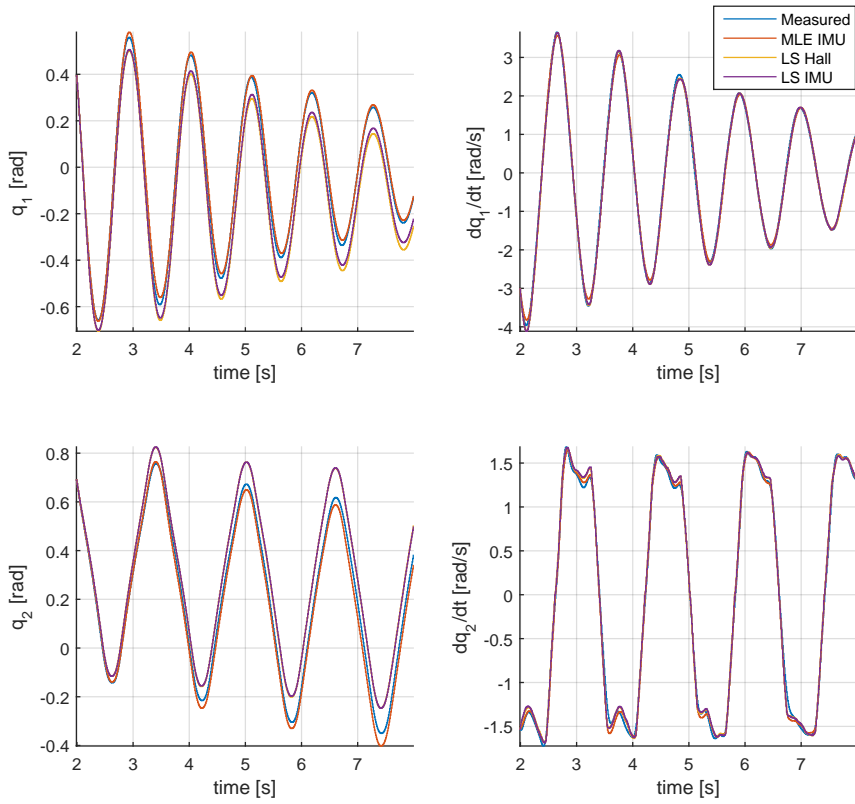 Measured
MLE IMU
LS Hall
LS IMU
q1 [rad]
0.4
0.2
0
-0.2
-0.4
-0.6
2 3 4 5 6 7
time [s]
dq1/dt [rad/s]
3
2
1
0
-1
-2
-3
-4
2 3 4 5 6 7
time [s]
q2 [rad]
0.8
0.6
0.4
0.2
0
-0.2
-0.4
2 3 4 5 6 7
time [s]
dq2/dt [rad/s]
1.5
1
0.5
0
-0.5
-1
-1.5
2 3 4 5 6 7
time [s]